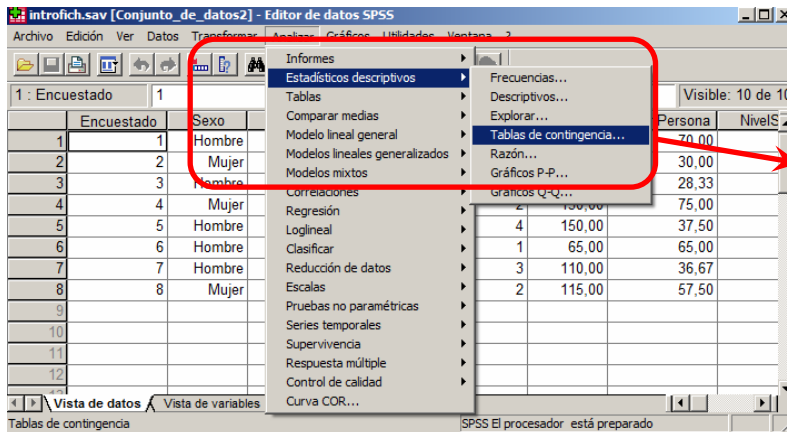 introfich.sav [Conjunto_de_datos2] - Editor de datos SPSS
Archivo Edición Ver Datos Transformar Analizar Gráficos Utilidades Ventana ?
1 : Encuestado 1 Visible: 10 de 10
Encuestado Sexo Persona NivelS
1 1 Hombre 70,00
2 2 Mujer 30,00
3 3 Hombre 28,33
4 4 Mujer 2 150,00 75,00
5 5 Hombre 4 150,00 37,50
6 6 Hombre 1 65,00 65,00
7 7 Hombre 3 110,00 36,67
8 8 Mujer 2 115,00 57,50
9
10
11
12
Informes
Estadísticos descriptivos
Tablas
Comparar medias
Modelo lineal general
Modelos lineales generalizados
Modelos mixtos
Correlaciones
Regresión
Loglineal
Clasificar
Reducción de datos
Escalas
Pruebas no paramétricas
Series temporales
Supervivencia
Respuesta múltiple
Control de calidad
Curva COR...
Frecuencias...
Descriptivos...
Explorar...
Tablas de contingencia...
Razón...
Gráficos P-P...
Gráficos Q-Q...
Vista de datos Vista de variables
Tablas de contingencia SPSS El procesador está preparado